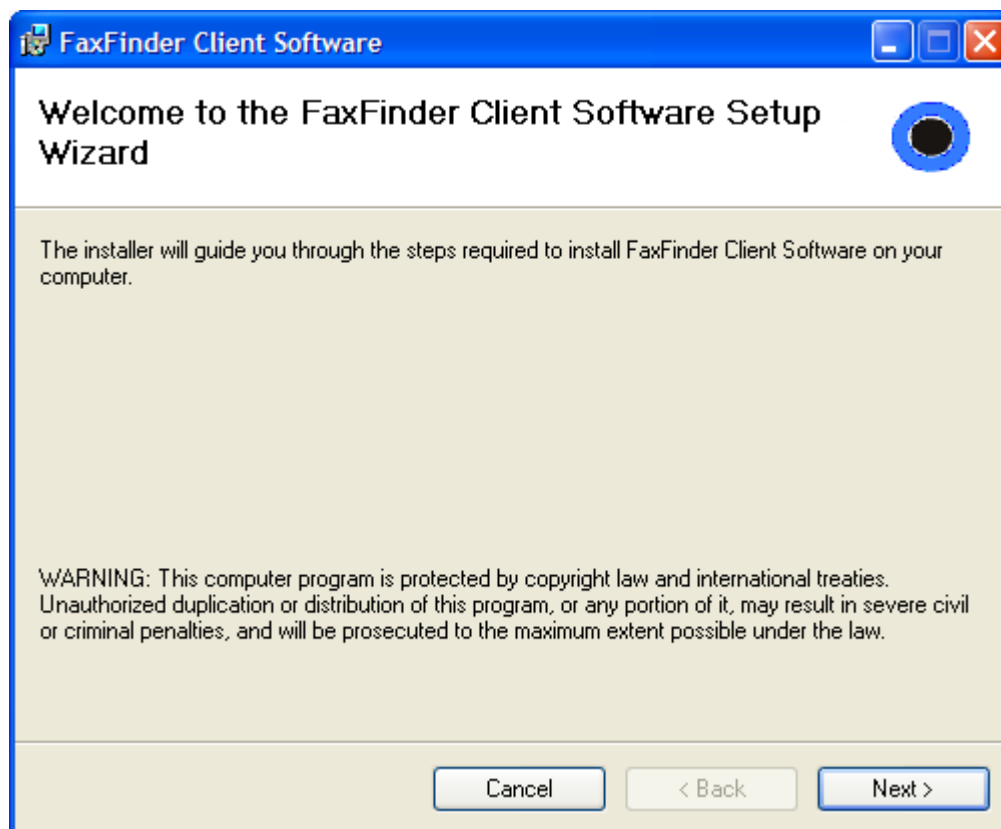 FaxFinder Client Software
Welcome to the FaxFinder Client Software Setup
Wizard
The installer will guide you through the steps required to install FaxFinder Client Software on your
computer.
WARNING: This computer program is protected by copyright law and international treaties.
Unauthorized duplication or distribution of this program, or any portion of it, may result in severe civil
or criminal penalties, and will be prosecuted to the maximum extent possible under the law.
Cancel
< Back
Next >